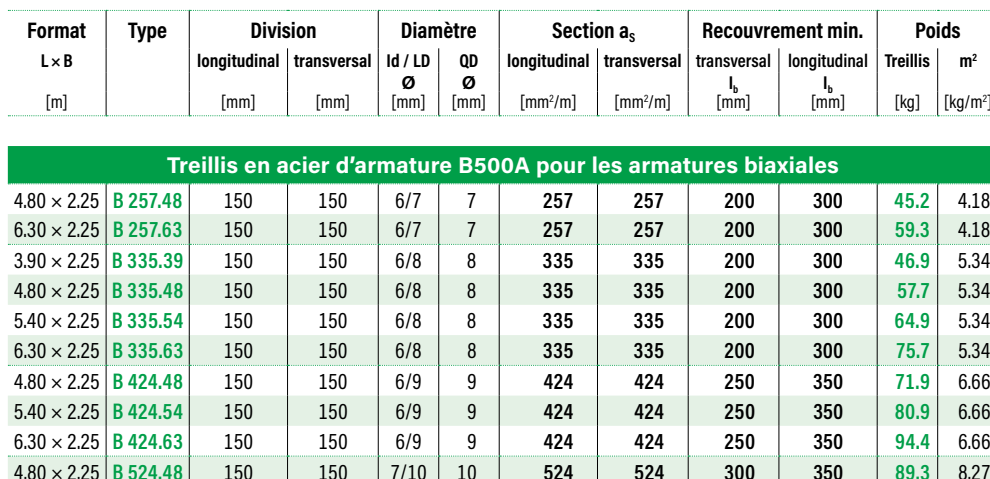 Format Type Division Diamètre Section as Recouvrement min. Poids
L × B longitudinal transversal ld / LD QD longitudinal transversal transversal longitudinal Treillis m²
Ø Ø lb lb
[m] [mm] [mm] [mm] [mm] [mm²/m] [mm²/m] [mm] [mm] [kg] [kg/m²]
Treillis en acier d’armature B500A pour les armatures biaxiales
4.80 × 2.25 B 257.48 150 150 6/7 7 257 257 200 300 45.2 4.18
6.30 × 2.25 B 257.63 150 150 6/7 7 257 257 200 300 59.3 4.18
3.90 × 2.25 B 335.39 150 150 6/8 8 335 335 200 300 46.9 5.34
4.80 × 2.25 B 335.48 150 150 6/8 8 335 335 200 300 57.7 5.34
5.40 × 2.25 B 335.54 150 150 6/8 8 335 335 200 300 64.9 5.34
6.30 × 2.25 B 335.63 150 150 6/8 8 335 335 200 300 75.7 5.34
4.80 × 2.25 B 424.48 150 150 6/9 9 424 424 250 350 71.9 6.66
5.40 × 2.25 B 424.54 150 150 6/9 9 424 424 250 350 80.9 6.66
6.30 × 2.25 B 424.63 150 150 6/9 9 424 424 250 350 94.4 6.66
4.80 × 2.25 B 524.48 150 150 7/10 10 524 524 300 350 89.3 8.27